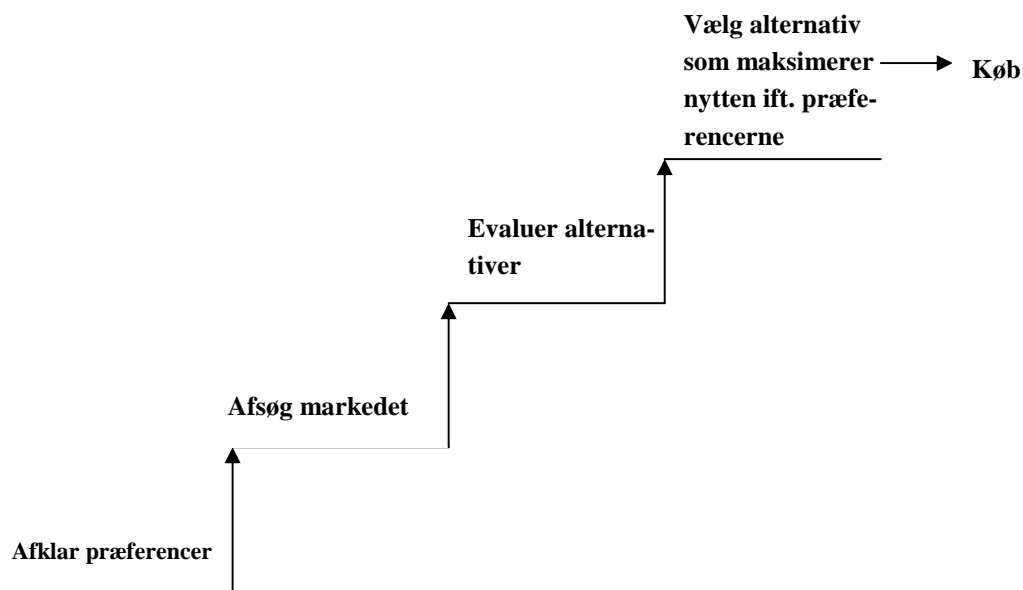 Vælg alternativ
som maksimerer
nytten ift. præfe-
rencerne
Køb
Evaluer alterna-
tiver
Afsøg markedet
Afklar præferencer